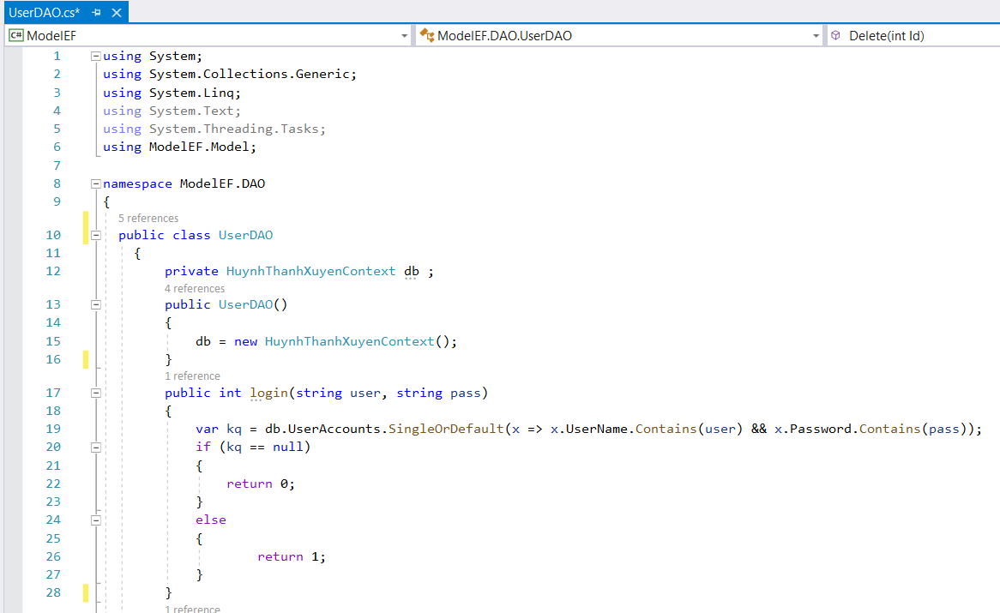 UserDAO.cs*
C# ModelEF ModelEF.DAO.UserDAO Delete(int Id)
1 using System;
2 using System.Collections.Generic;
3 using System.Linq;
4 using System.Text;
5 using System.Threading.Tasks;
6 using ModelEF.Model;
7
8 namespace ModelEF.DAO
9 {
5 references
10 public class UserDAO
11 {
12 private HuynhThanhXuyenContext db ;
4 references
13 public UserDAO()
14 {
15 db = new HuynhThanhXuyenContext();
16 }
1 reference
17 public int login(string user, string pass)
18 {
19 var kq = db.UserAccounts.SingleOrDefault(x => x.UserName.Contains(user) && x.Password.Contains(pass));
20 if (kq == null)
21 {
22 return 0;
23 }
24 else
25 {
26 return 1;
27 }
28 }
1 reference